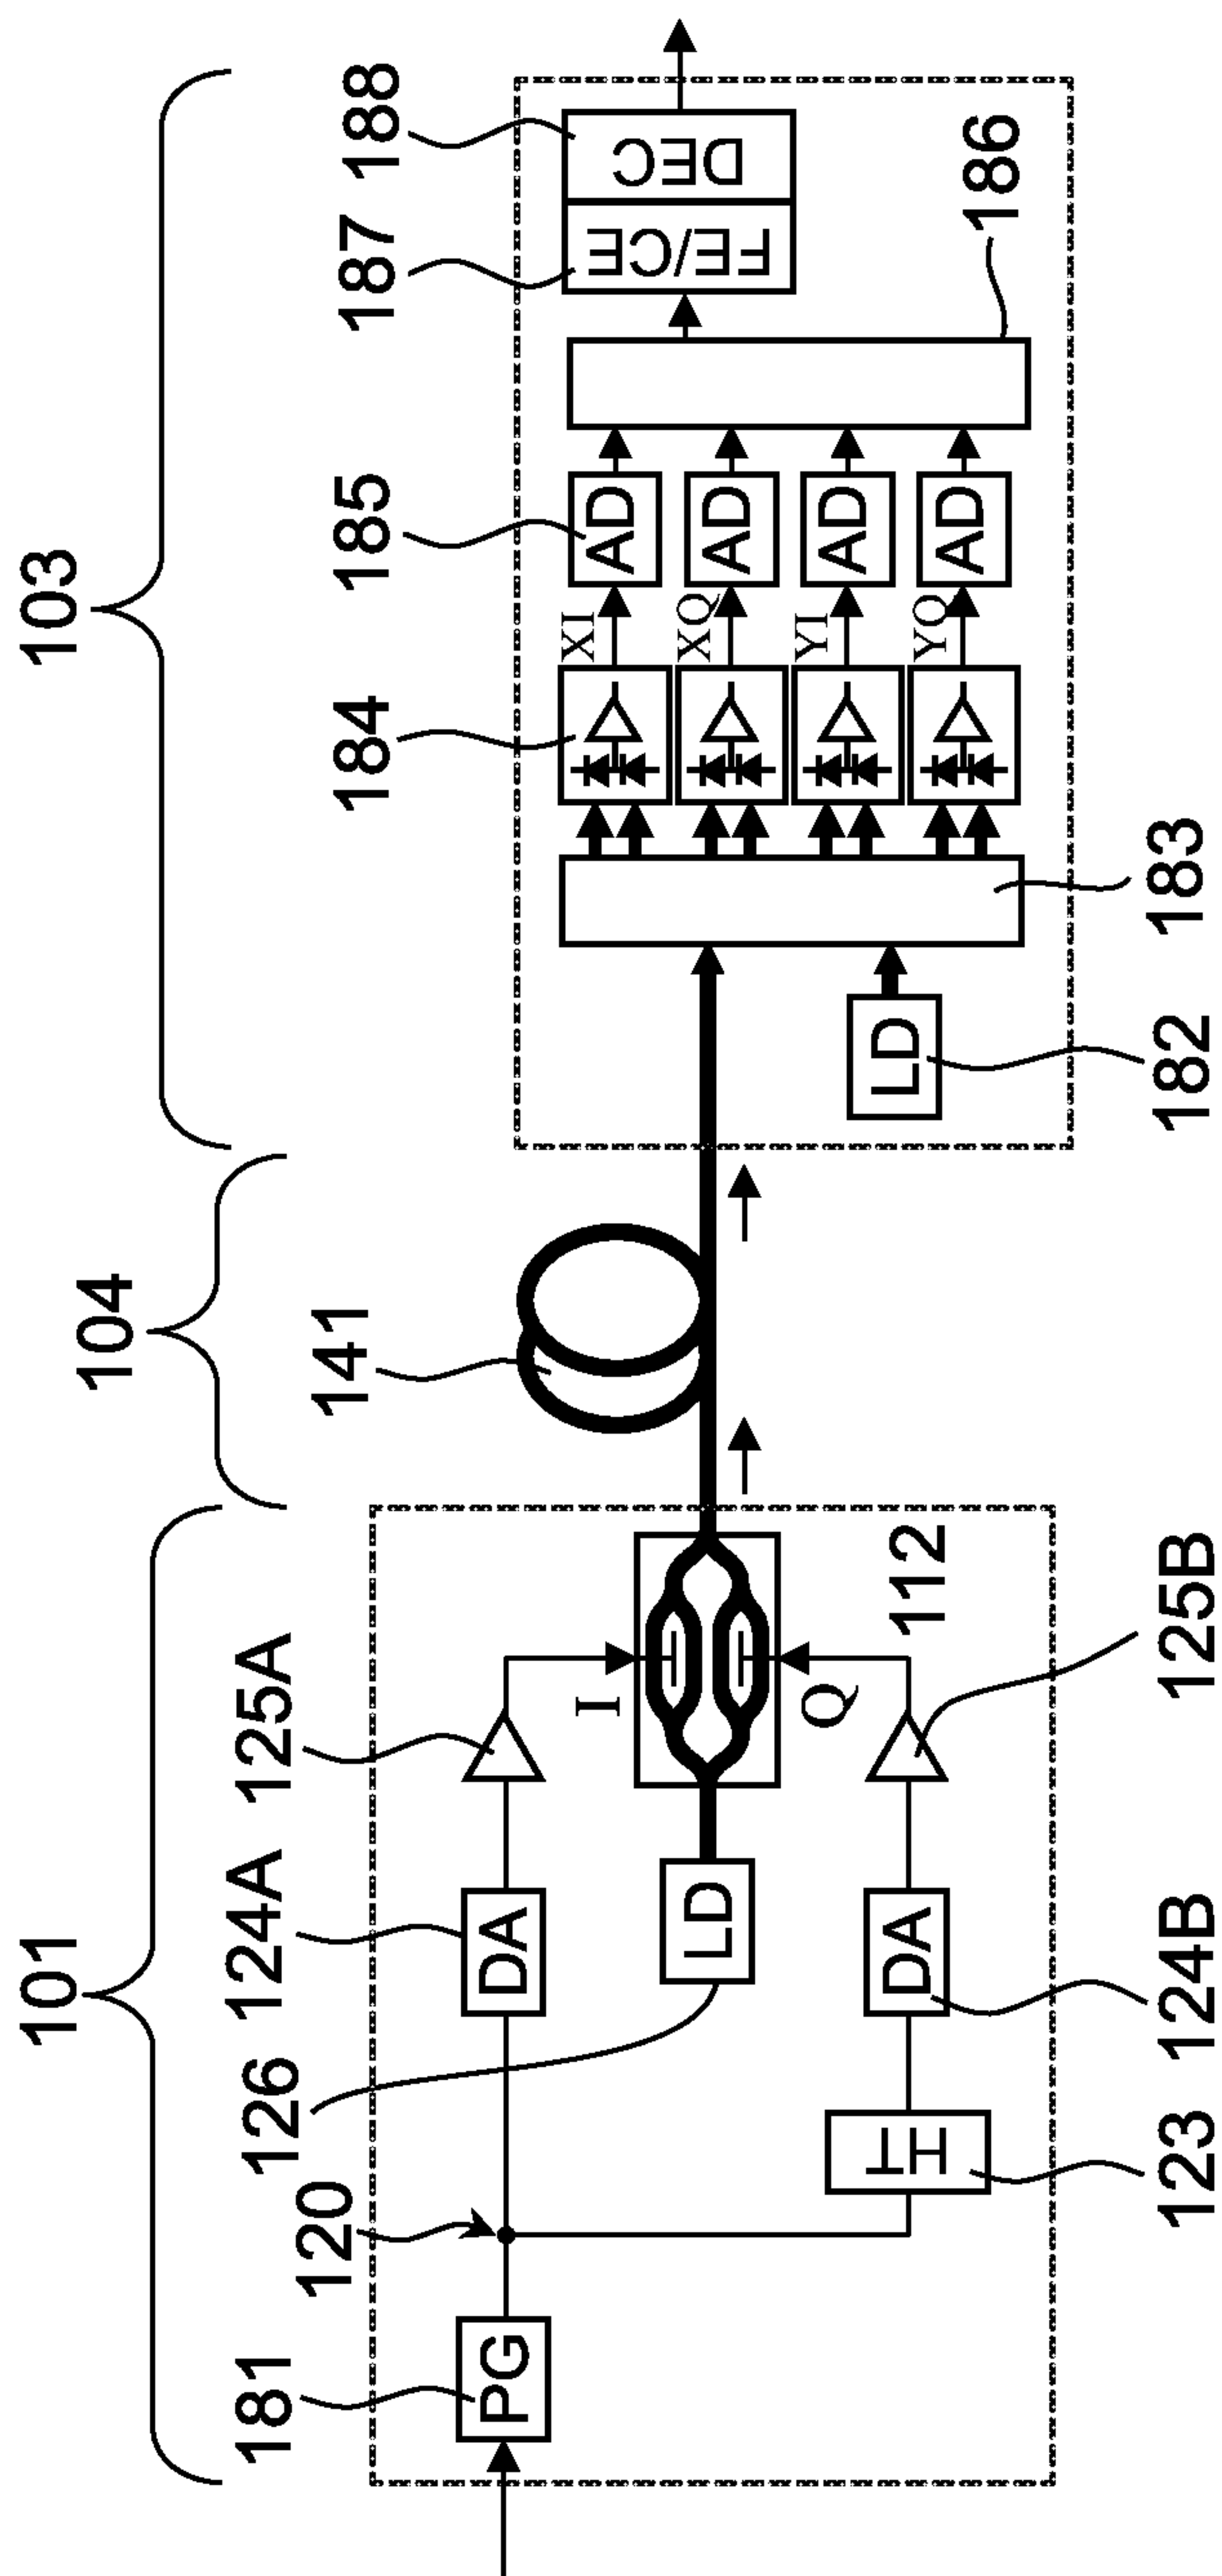 101
104
103
181
PG
120
126
124A
DA
125A
I
LD
Q
112
HT
123
DA
124B
125B
141
LD
182
183
184
XI
XQ
YI
YQ
185
AD
AD
AD
AD
186
187
FE/CE
188
DEC